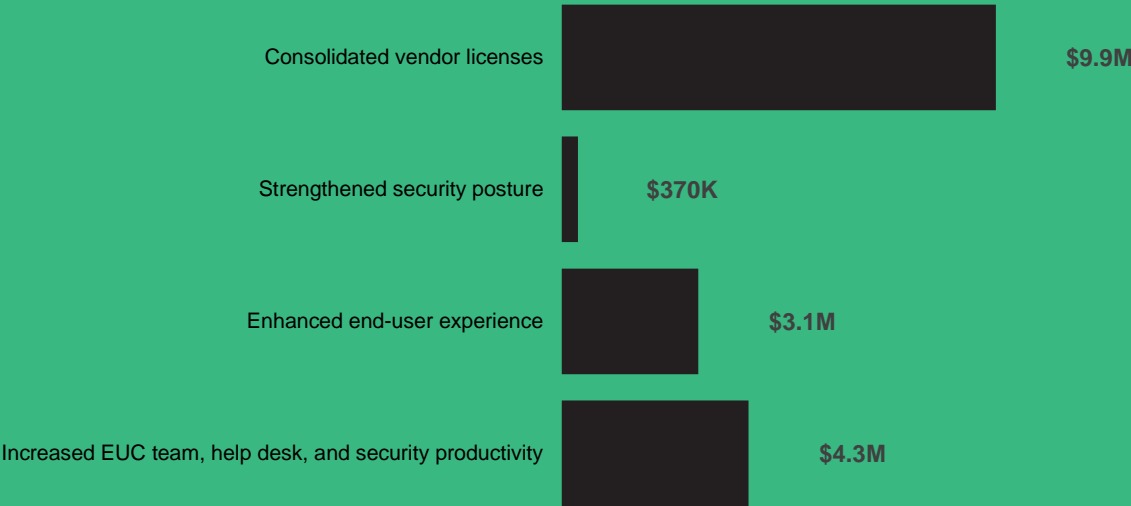 Consolidated vendor licenses $9.9M
Strengthened security posture $370K
Enhanced end-user experience $3.1M
Increased EUC team, help desk, and security productivity $4.3M